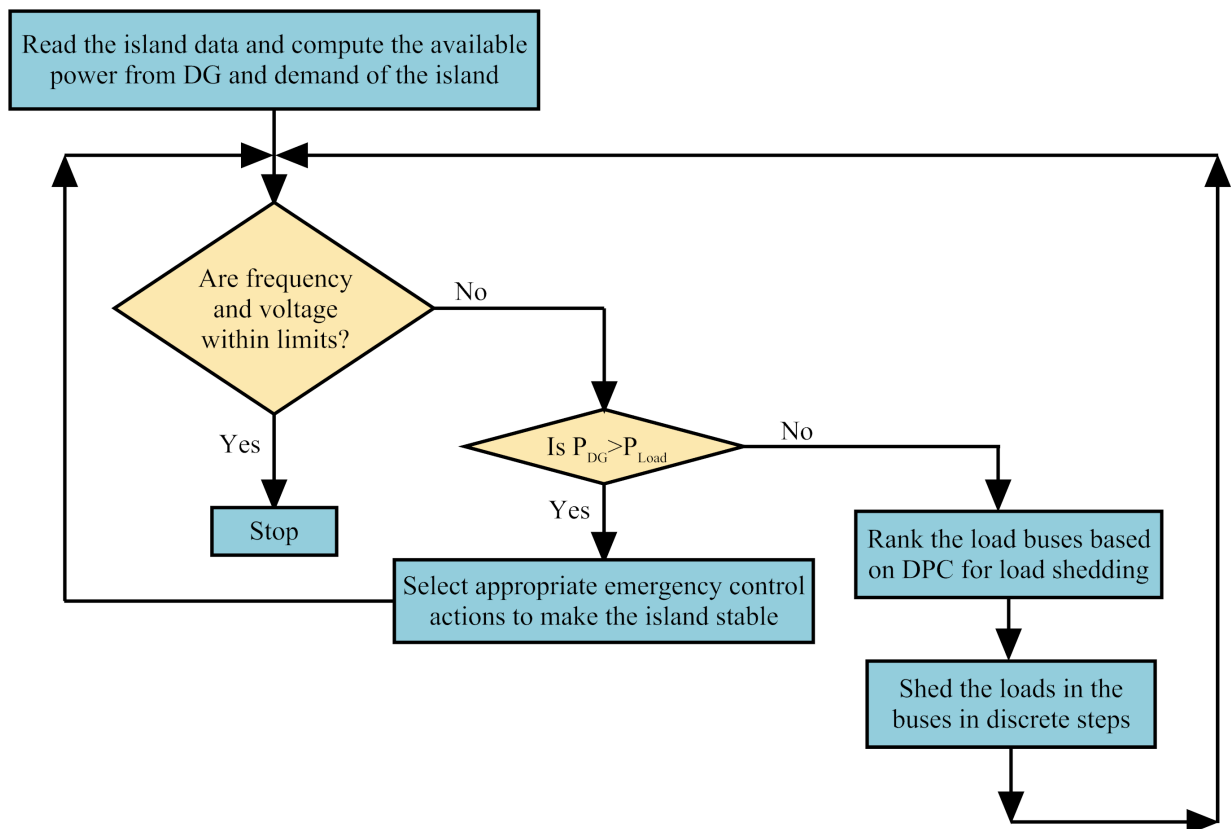 Read the island data and compute the available
power from DG and demand of the island
Are frequency
and voltage
within limits?
No
Yes
Stop
Is P_DG>P_Load
No
Yes
Select appropriate emergency control
actions to make the island stable
Rank the load buses based
on DPC for load shedding
Shed the loads in the
buses in discrete steps